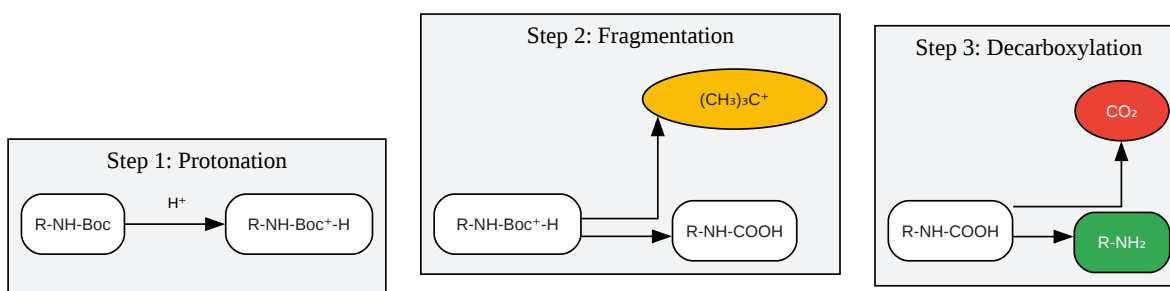 Step 1: Protonation
R-NH-Boc
H⁺
R-NH-Boc⁺-H
Step 2: Fragmentation
(CH₃)₃C⁺
R-NH-Boc⁺-H
R-NH-COOH
Step 3: Decarboxylation
CO₂
R-NH-COOH
R-NH₂